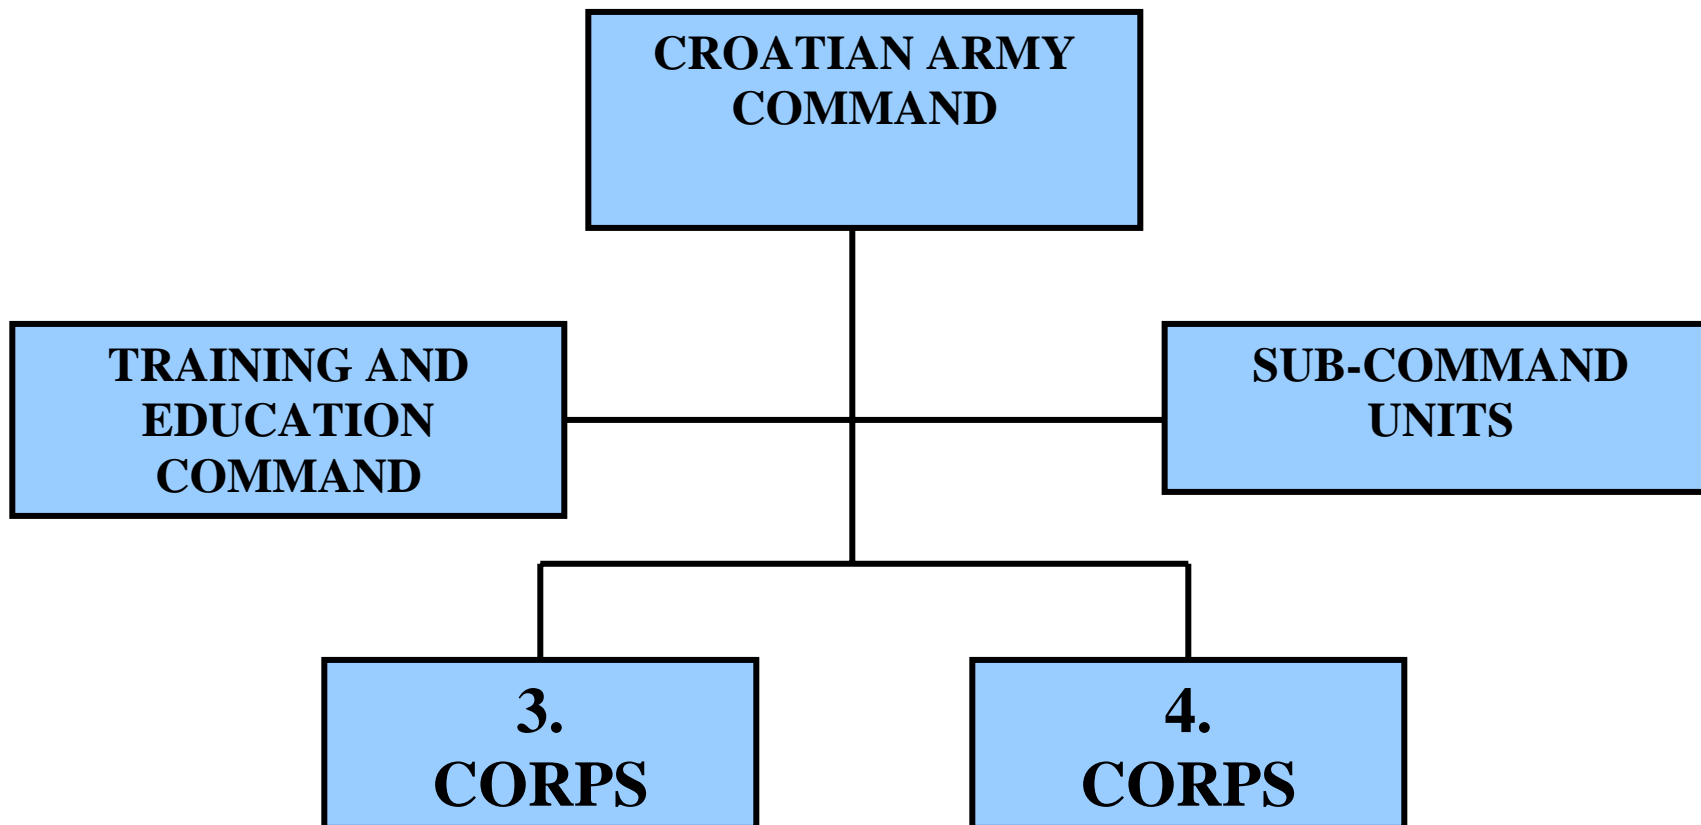 CROATIAN ARMY
COMMAND
TRAINING AND
EDUCATION
COMMAND
SUB-COMMAND
UNITS
3.
CORPS
4.
CORPS